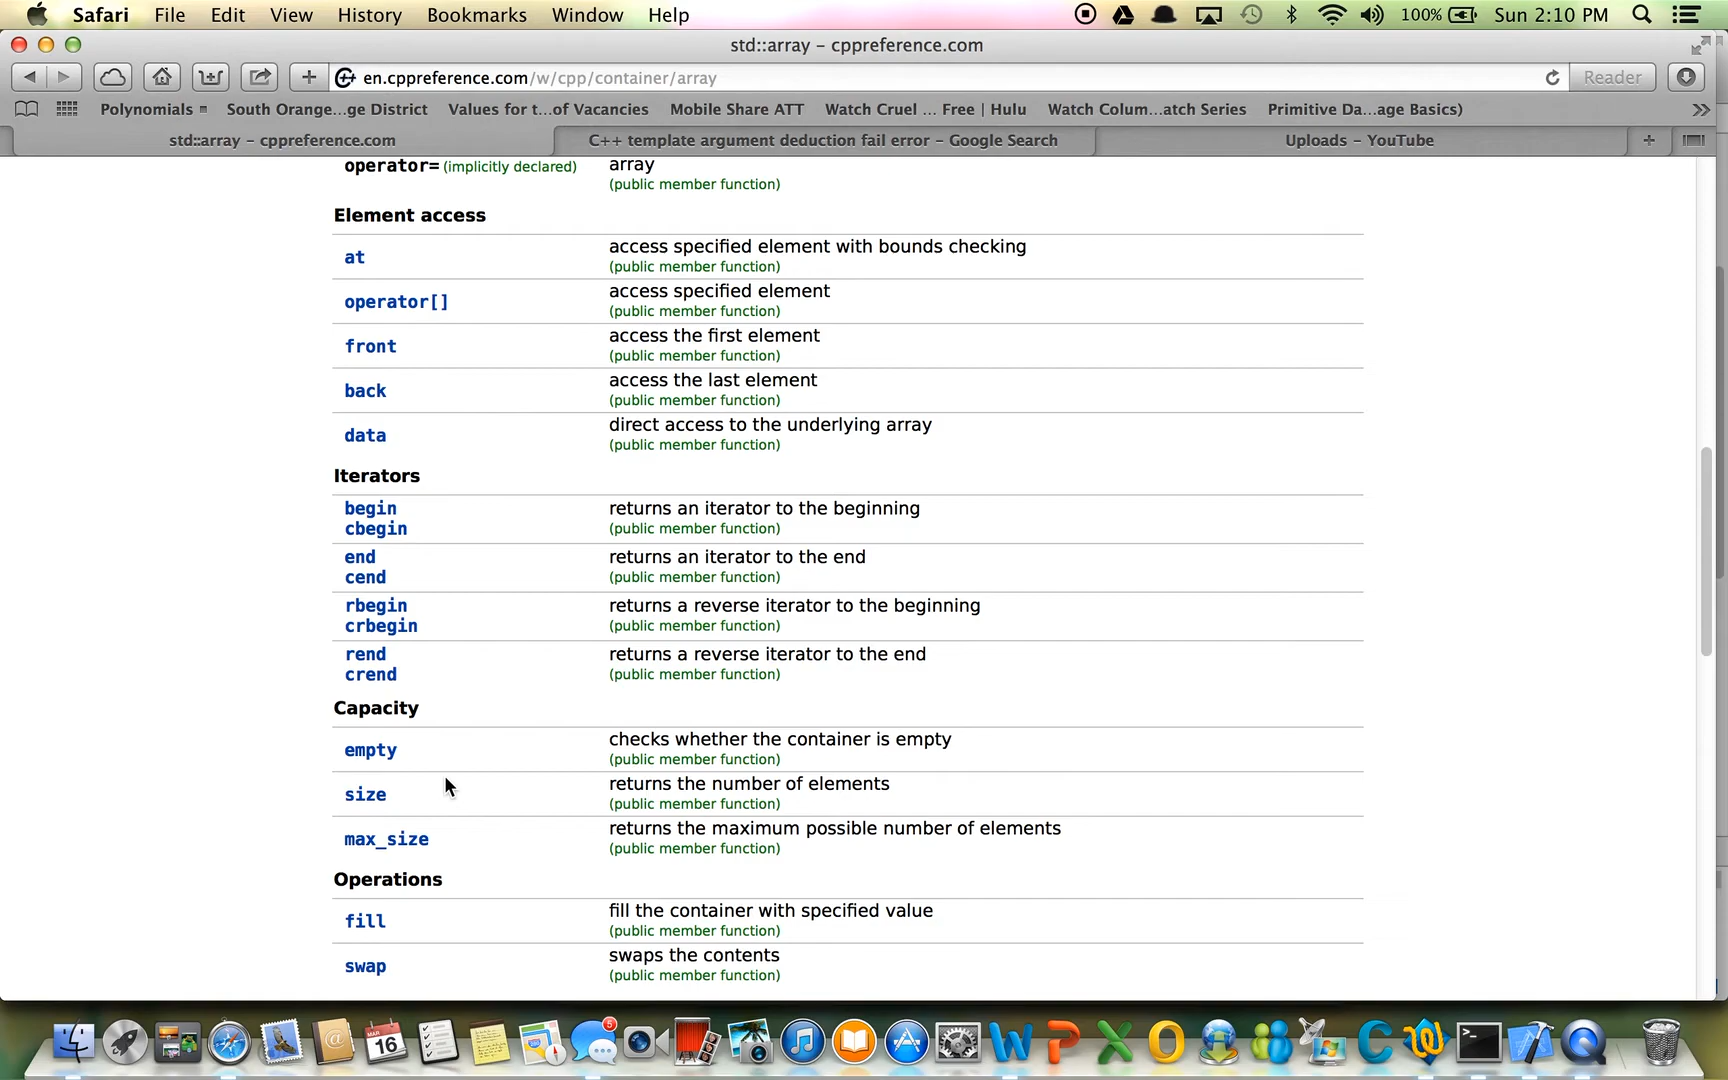 Safari File Edit View History Bookmarks Window Help 100% Sun 2:10 PM
std::array – cppreference.com
en.cppreference.com/w/cpp/container/array Reader
Polynomials South Orange...ge District Values for t...of Vacancies Mobile Share ATT Watch Cruel ... Free | Hulu Watch Colum...atch Series Primitive Da...age Basics)
std::array – cppreference.com C++ template argument deduction fail error – Google Search Uploads – YouTube
operator= (implicitly declared) array
(public member function)
Element access
at access specified element with bounds checking
(public member function)
operator[] access specified element
(public member function)
front access the first element
(public member function)
back access the last element
(public member function)
data direct access to the underlying array
(public member function)
Iterators
begin returns an iterator to the beginning
cbegin (public member function)
end returns an iterator to the end
cend (public member function)
rbegin returns a reverse iterator to the beginning
crbegin (public member function)
rend returns a reverse iterator to the end
crend (public member function)
Capacity
empty checks whether the container is empty
(public member function)
size returns the number of elements
(public member function)
max_size returns the maximum possible number of elements
(public member function)
Operations
fill fill the container with specified value
(public member function)
swap swaps the contents
(public member function)
MAR
16
5